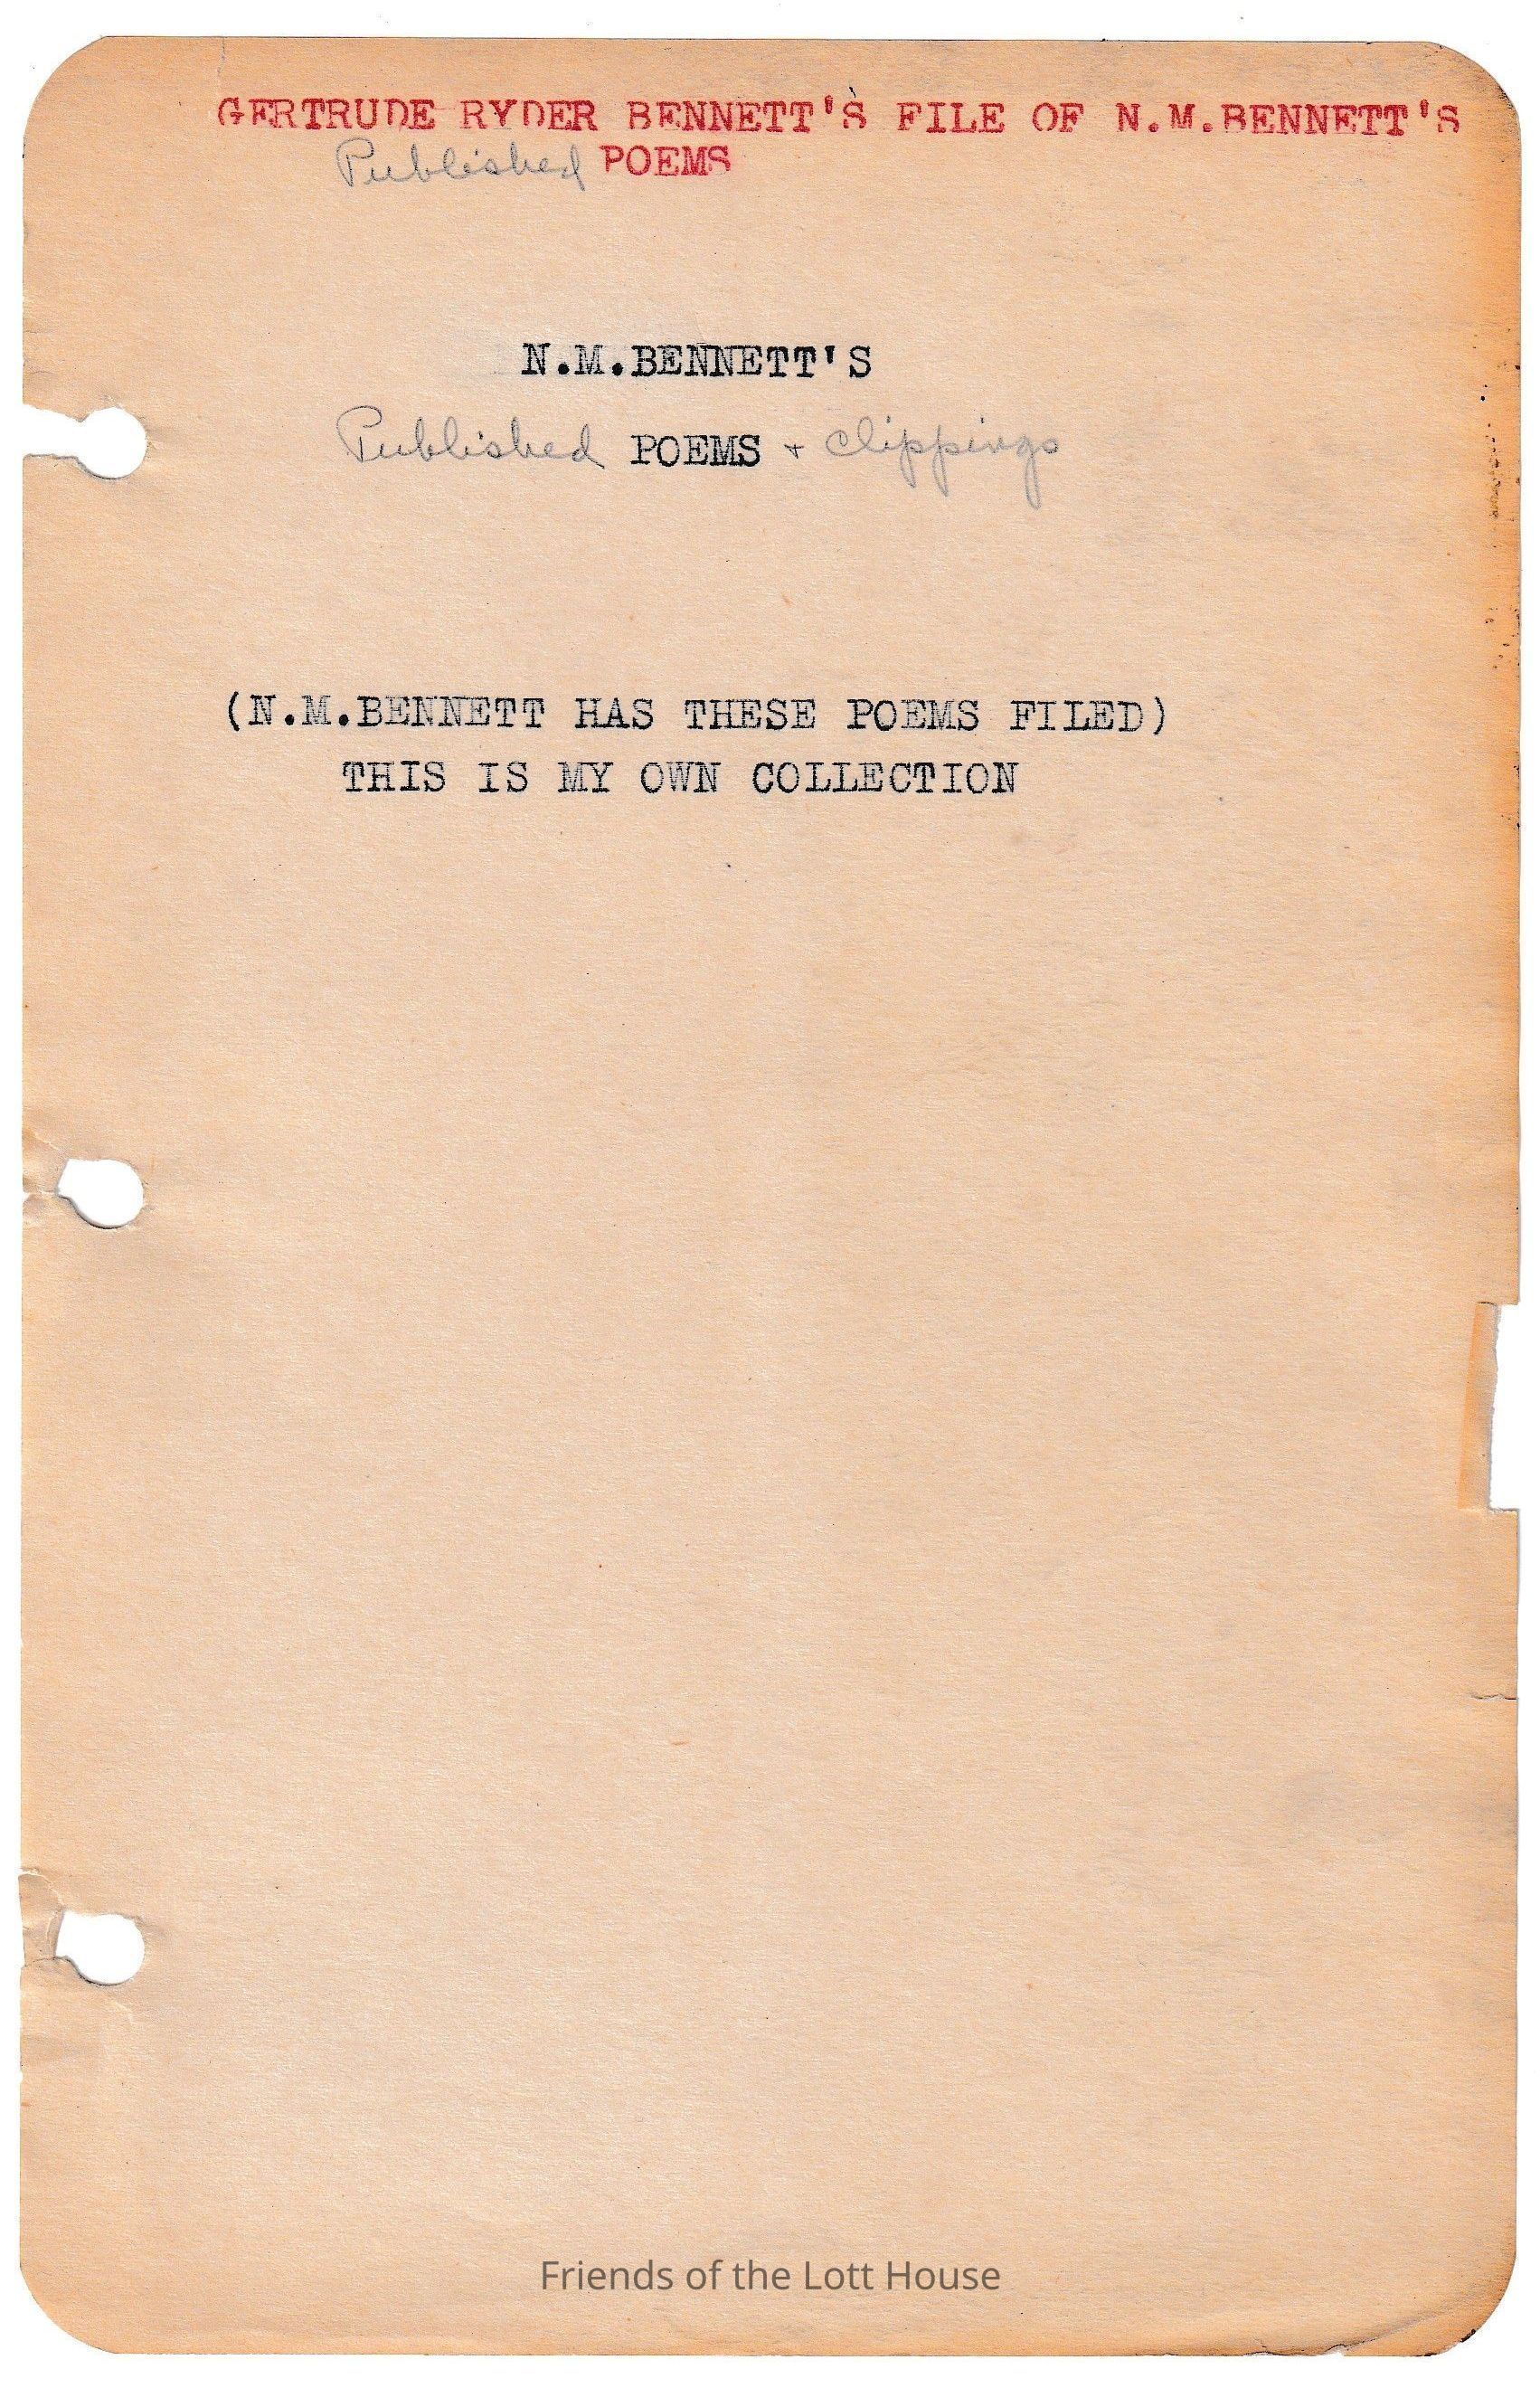 GERTRUDE RYDER BENNETT'S FILE OF N.M.BENNETT'S
Published POEMS
N.M.BENNETT'S
Published POEMS + clippings
(N.M.BENNETT HAS THESE POEMS FILED)
THIS IS MY OWN COLLECTION
Friends of the Lott House